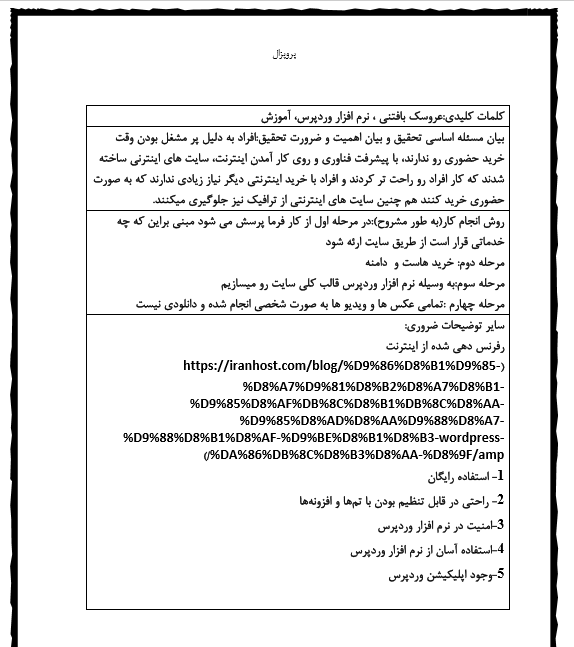 پروپزال
کلمات کلیدی:عروسک بافتنی ، نرم افزار وردپرس، آموزش
بیان مسئله اساسی تحقیق و بیان اهمیت و ضرورت تحقیق:افراد به دلیل پر مشغل بودن وقت
خرید حضوری رو ندارند، با پیشرفت فناوری و روی کار آمدن اینترنت، سایت های اینترنی ساخته
شدند که کار افراد رو راحت تر کردند و افراد با خرید اینترنتی دیگر نیاز زیادی ندارند که به صورت
حضوری خرید کنند هم چنین سایت های اینترنتی از ترافیک نیز جلوگیری میکنند.
روش انجام کار(به طور مشروح):در مرحله اول از کار فرما پرسش می شود مبنی براین که چه
خدماتی قرار است از طریق سایت ارئه شود
مرحله دوم: خرید هاست و دامنه
مرحله سوم:به وسیله نرم افزار وردپرس قالب کلی سایت رو میسازیم
مرحله چهارم :تمامی عکس ها و ویدیو ها به صورت شخصی انجام شده و دانلودی نیست
سایر توضیحات ضروری:
رفرنس دهی شده از اینترنت
https://iranhost.com/blog/%D9%86%D8%B1%D9%85-)
%D8%A7%D9%81%D8%B2%D8%A7%D8%B1-
%D9%85%D8%AF%DB%8C%D8%B1%DB%8C%D8%AA-
%D9%85%D8%AD%D8%AA%D9%88%D8%A7-
%D9%88%D8%B1%D8%AF-%D9%BE%D8%B1%D8%B3-wordpress-
(/%DA%86%DB%8C%D8%B3%D8%AA-%D8%9F/amp
1- استفاده رایگان
2- راحتی در قابل تنظیم بودن با تم‌ها و افزونه‌ها
3-امنیت در نرم افزار وردپرس
4-استفاده آسان از نرم افزار وردپرس
5-وجود اپلیکیشن وردپرس